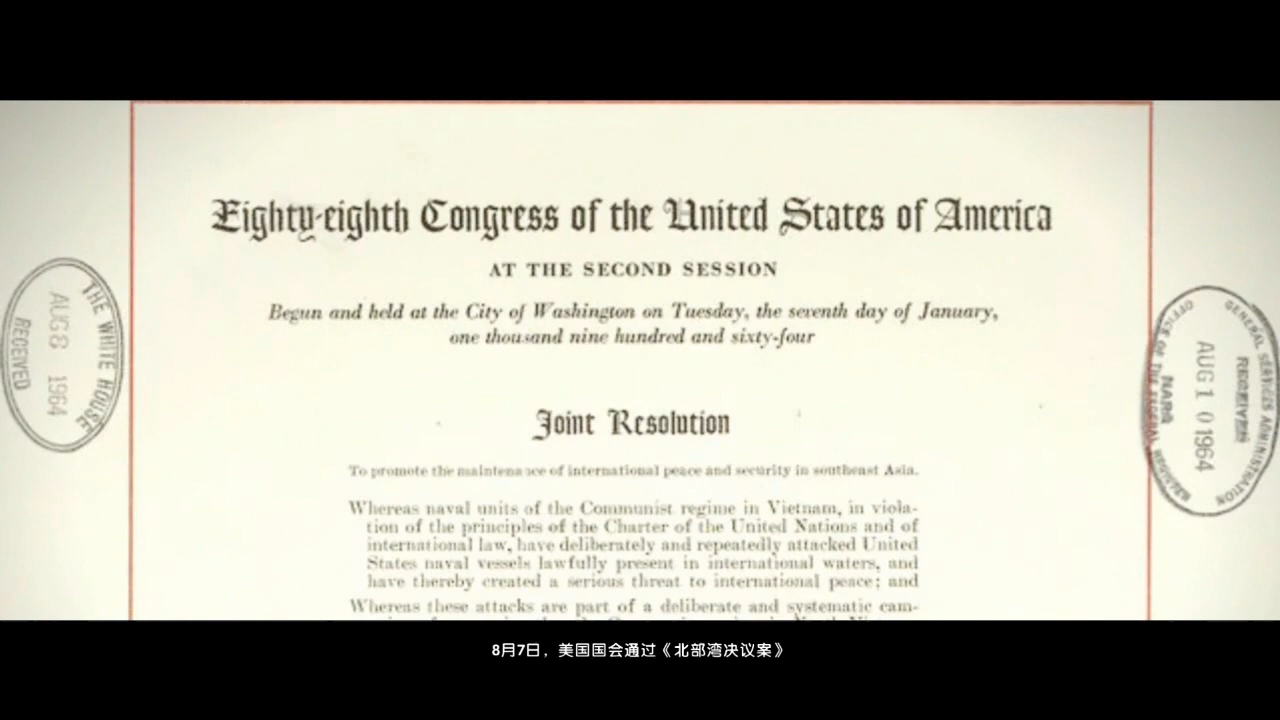 Eighty-eighth Congress of the United States of America
AT THE SECOND SESSION
Begun and held at the City of Washington on Tuesday, the seventh day of January,
one thousand nine hundred and sixty-four
THE WHITE HOUSE
AUG 8 1964
RECEIVED
GENERAL SERVICES ADMINISTRATION
RECEIVED
AUG 10 1964
NARS
OFFICE OF THE FEDERAL REGISTER
Joint Resolution
To promote the maintenance of international peace and security in southeast Asia.
Whereas naval units of the Communist regime in Vietnam, in viola-
tion of the principles of the Charter of the United Nations and of
international law, have deliberately and repeatedly attacked United
States naval vessels lawfully present in international waters, and
have thereby created a serious threat to international peace; and
Whereas these attacks are part of a deliberate and systematic cam-
8月7日，美国国会通过《北部湾决议案》